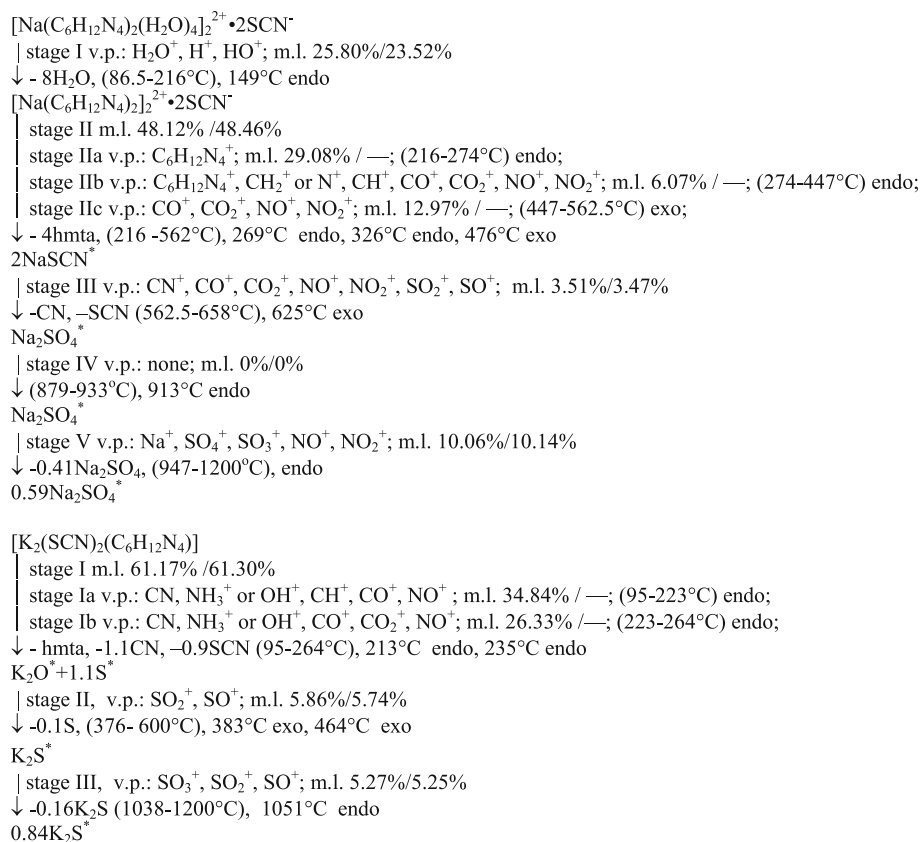 [Na(C₆H₁₂N₄)₂(H₂O)₄]₂²⁺•2SCN⁻
| stage I v.p.: H₂O⁺, H⁺, HO⁺; m.l. 25.80%/23.52%
↓ - 8H₂O, (86.5-216°C), 149°C endo
[Na(C₆H₁₂N₄)₂]₂²⁺•2SCN⁻
| stage II m.l. 48.12% /48.46%
| stage IIa v.p.: C₆H₁₂N₄⁺; m.l. 29.08% / —; (216-274°C) endo;
| stage IIb v.p.: C₆H₁₂N₄⁺, CH₂⁺ or N⁺, CH⁺, CO⁺, CO₂⁺, NO⁺, NO₂⁺; m.l. 6.07% / —; (274-447°C) endo;
| stage IIc v.p.: CO⁺, CO₂⁺, NO⁺, NO₂⁺; m.l. 12.97% / —; (447-562.5°C) exo;
↓ - 4hmta, (216 -562°C), 269°C endo, 326°C endo, 476°C exo
2NaSCN*
| stage III v.p.: CN⁺, CO⁺, CO₂⁺, NO⁺, NO₂⁺, SO₂⁺, SO⁺; m.l. 3.51%/3.47%
↓ -CN, –SCN (562.5-658°C), 625°C exo
Na₂SO₄*
| stage IV v.p.: none; m.l. 0%/0%
↓ (879-933°C), 913°C endo
Na₂SO₄*
| stage V v.p.: Na⁺, SO₄⁺, SO₃⁺, NO⁺, NO₂⁺; m.l. 10.06%/10.14%
↓ -0.41Na₂SO₄, (947-1200°C), endo
0.59Na₂SO₄*
[K₂(SCN)₂(C₆H₁₂N₄)]
| stage I m.l. 61.17% /61.30%
| stage Ia v.p.: CN, NH₃⁺ or OH⁺, CH⁺, CO⁺, NO⁺ ; m.l. 34.84% / —; (95-223°C) endo;
| stage Ib v.p.: CN, NH₃⁺ or OH⁺, CO⁺, CO₂⁺, NO⁺; m.l. 26.33% /—; (223-264°C) endo;
↓ - hmta, -1.1CN, –0.9SCN (95-264°C), 213°C endo, 235°C endo
K₂O*+1.1S*
| stage II, v.p.: SO₂⁺, SO⁺; m.l. 5.86%/5.74%
↓ -0.1S, (376- 600°C), 383°C exo, 464°C exo
K₂S*
| stage III, v.p.: SO₃⁺, SO₂⁺, SO⁺; m.l. 5.27%/5.25%
↓ -0.16K₂S (1038-1200°C), 1051°C endo
0.84K₂S*